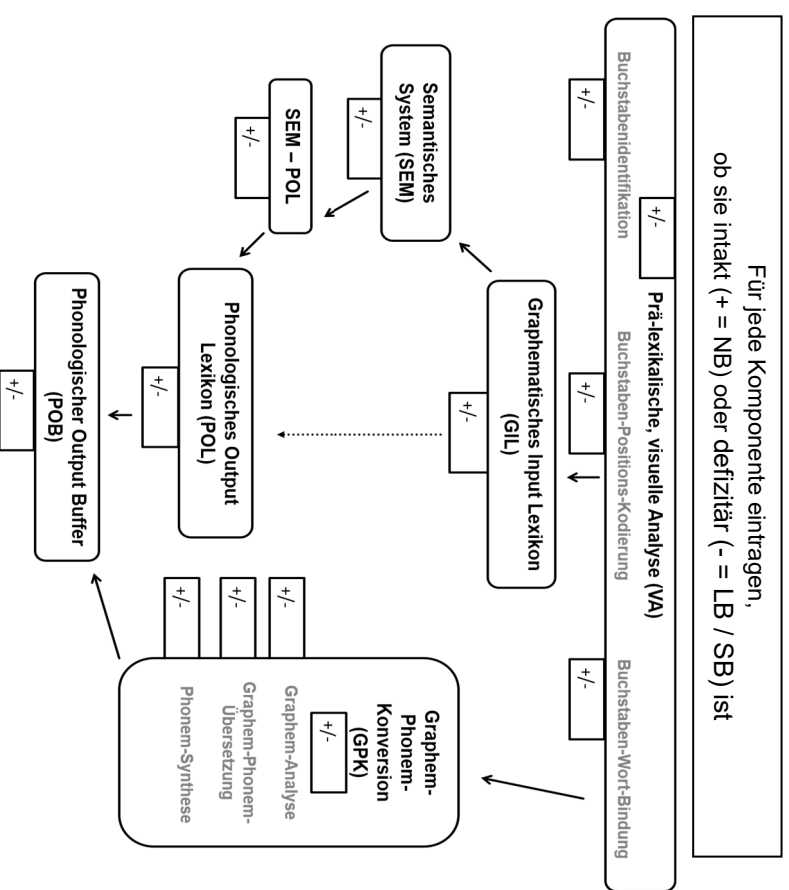 Für jede Komponente eintragen,
ob sie intakt (+ = NB) oder defizitär (- = LB / SB) ist
+/-
Prä-lexikalische, visuelle Analyse (VA)
Buchstabenidentifikation
Buchstaben-Positions-Kodierung
Buchstaben-Wort-Bindung
+/-
+/-
+/-
Graphematisches Input Lexikon
(GIL)
+/-
Semantisches
System (SEM)
+/-
SEM – POL
+/-
Phonologisches Output
Lexikon (POL)
+/-
Phonologischer Output Buffer
(POB)
+/-
Graphem-
Phonem-
Konversion
(GPK)
+/-
Graphem-Analyse
+/-
Graphem-Phonem-
Übersetzung
+/-
Phonem-Synthese
+/-